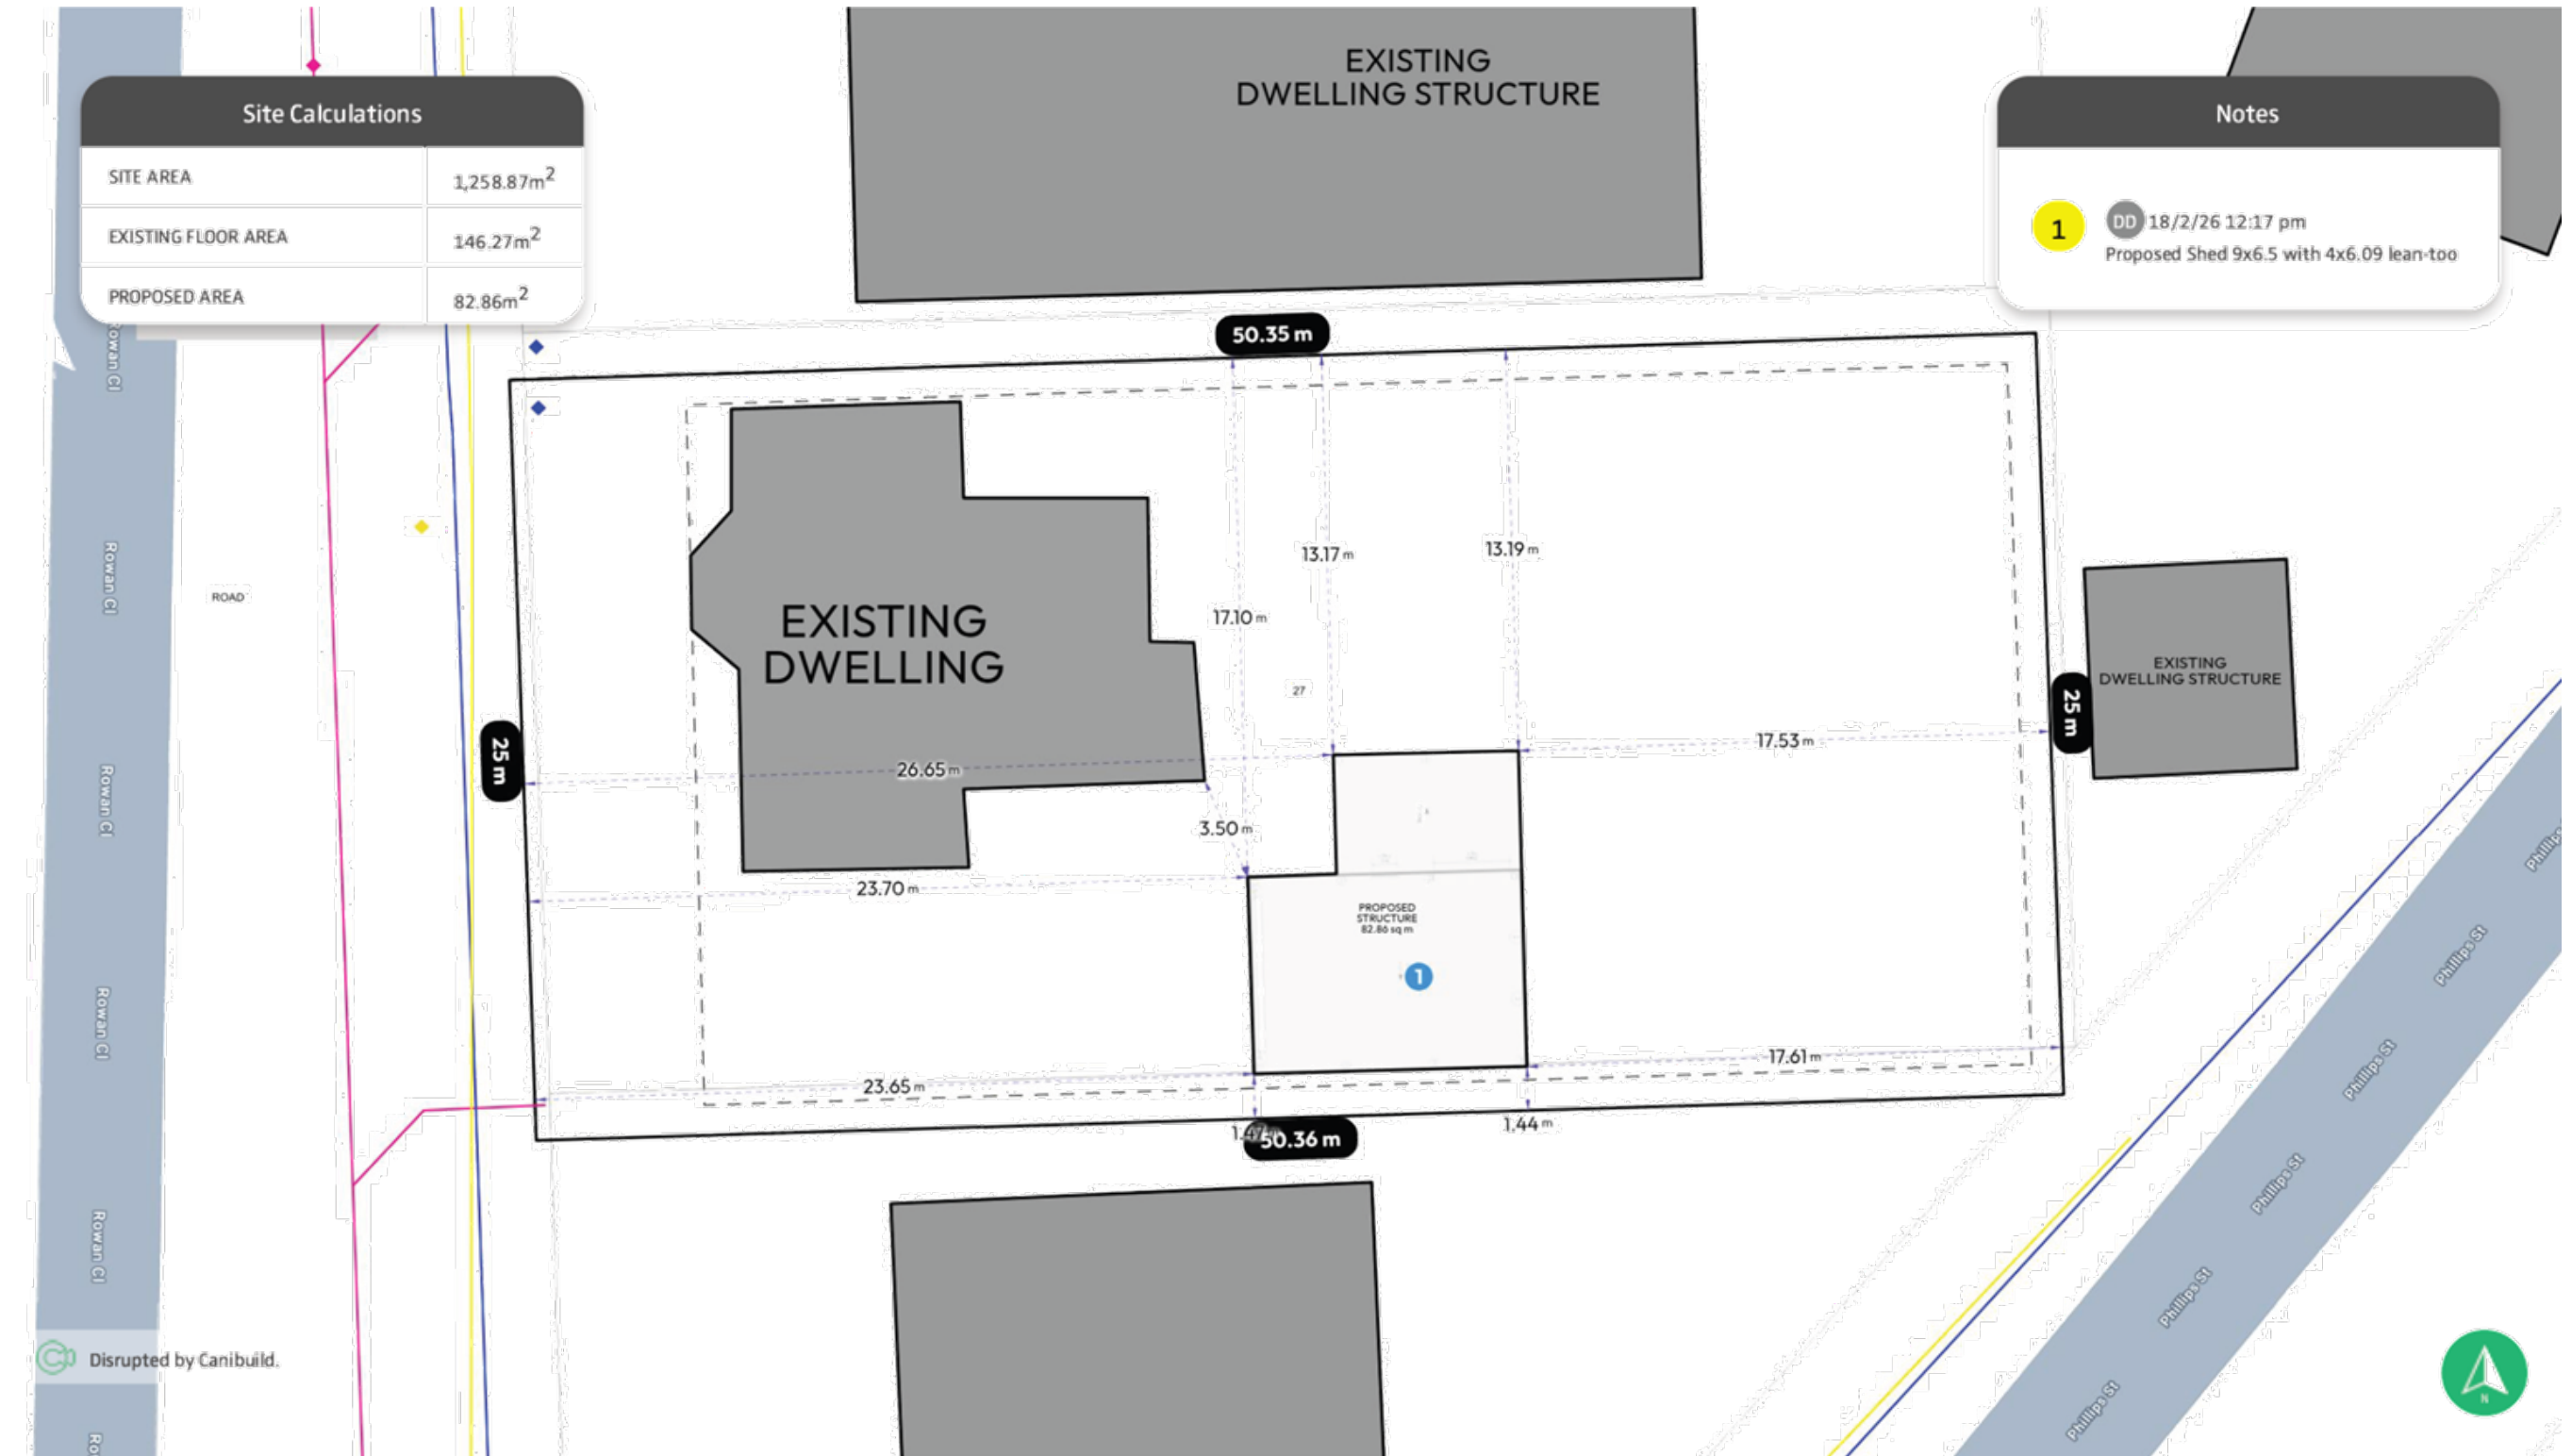 EXISTING
DWELLING STRUCTURE
Site Calculations
SITE AREA 1,258.87m²
EXISTING FLOOR AREA 146.27m²
PROPOSED AREA 82.86m²
Notes
1 DD 18/2/26 12:17 pm
Proposed Shed 9x6.5 with 4x6.09 lean-too
50.35 m
Rowan Cl
Rowan Cl
Rowan Cl
Rowan Cl
Rowan Cl
Ro
ROAD
13.17 m
13.19 m
17.10 m
EXISTING
DWELLING
27
EXISTING
DWELLING STRUCTURE
25 m
25 m
17.53 m
26.65 m
3.50 m
23.70 m
PROPOSED
STRUCTURE
82.86 sq m
1
17.61 m
23.65 m
1.44 m
50.36 m
Phillips
Phillips St
Phillips St
Phillips St
Phillips St
Phillips St
Disrupted by Canibuild.
N